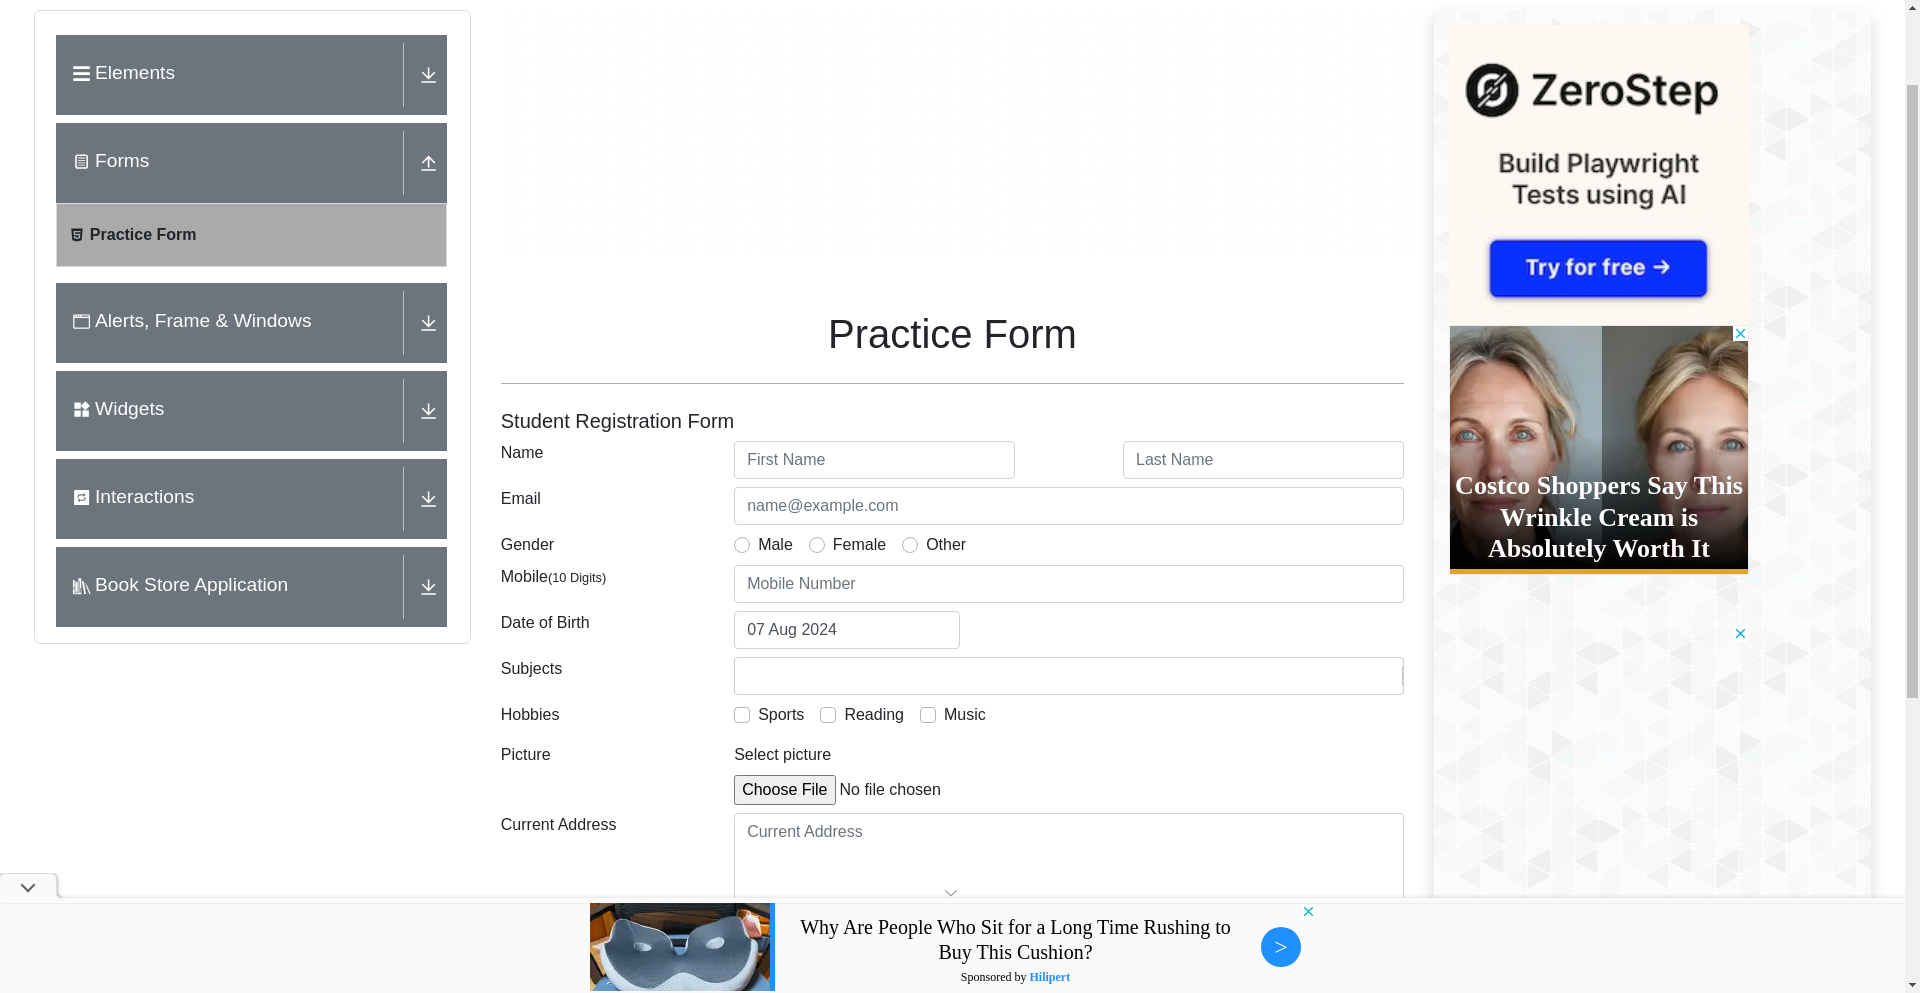 Elements
Forms
Practice Form
Alerts, Frame & Windows
Widgets
Interactions
Book Store Application
Practice Form
Student Registration Form
Name
First Name
Last Name
Email
name@example.com
Gender
Male
Female
Other
Mobile(10 Digits)
Mobile Number
Date of Birth
07 Aug 2024
Subjects
Hobbies
Sports
Reading
Music
Picture
Select picture
Choose File
No file chosen
Current Address
Current Address
ZeroStep
Build Playwright
Tests using AI
Try for free →
Costco Shoppers Say This
Wrinkle Cream is
Absolutely Worth It
Why Are People Who Sit for a Long Time Rushing to
Buy This Cushion?
Sponsored by Hilipert
>